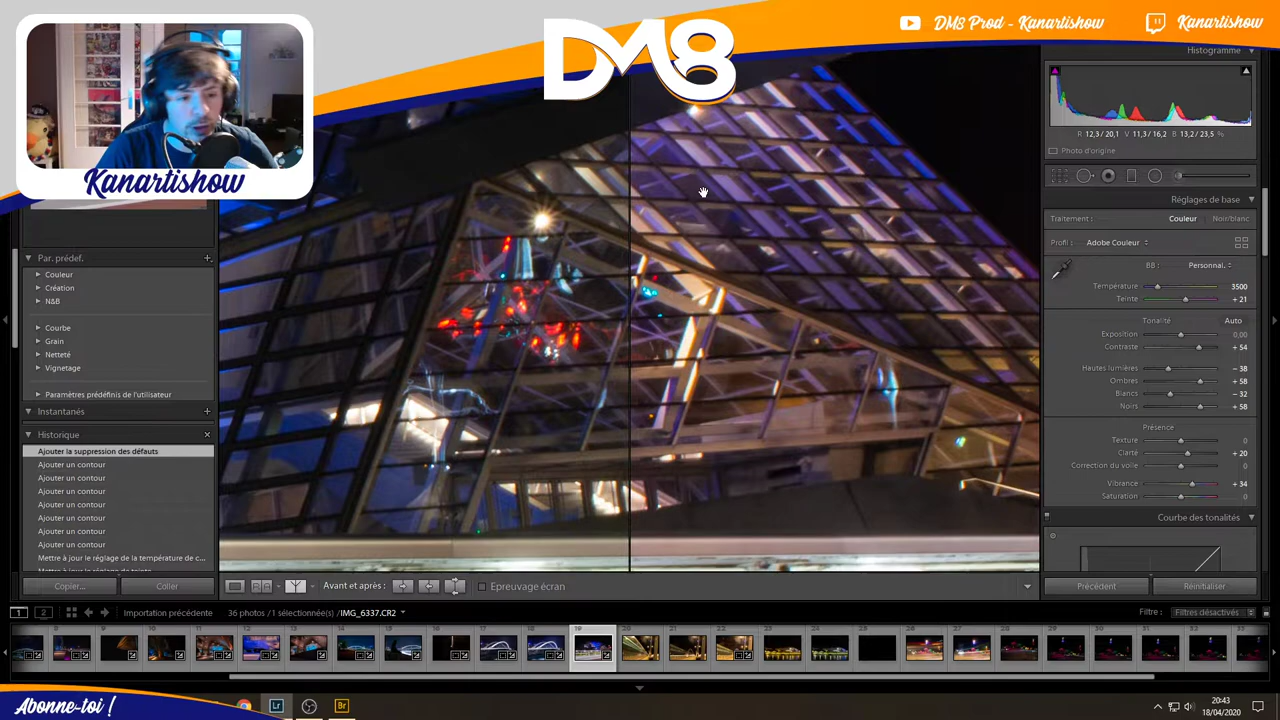 DM8
DM8 Prod - Kanartishow
Kanartishow
Kanartishow
Histogramme
R 12,3 / 20,1 V 11,3 / 16,2 B 13,2 / 23,5 %
Photo d'origine
Réglages de base
Traitement : Couleur Noir/blanc
Profil : Adobe Couleur
BB : Personnal.
Température 3500
Teinte + 21
Tonalité Auto
Exposition 0,00
Contraste + 54
Hautes lumières − 38
Ombres + 58
Blancs − 32
Noirs + 58
Présence
Texture 0
Clarté + 20
Correction du voile 0
Vibrance + 34
Saturation 0
Courbe des tonalités
Précédent Réinitialiser
Par. prédef.
Couleur
Création
N&B
Courbe
Grain
Netteté
Vignetage
Paramètres prédéfinis de l'utilisateur
Instantanés
Historique
Ajouter la suppression des défauts
Ajouter un contour
Ajouter un contour
Ajouter un contour
Ajouter un contour
Ajouter un contour
Ajouter un contour
Ajouter un contour
Mettre à jour le réglage de la température de c...
Copier... Coller
Avant et après : Epreuvage écran
1 2 Importation précédente 36 photos / 1 sélectionné(s) / IMG_6337.CR2
Filtre : Filtres désactivés
Abonne-toi !
Lr Br
20:43
18/04/2020